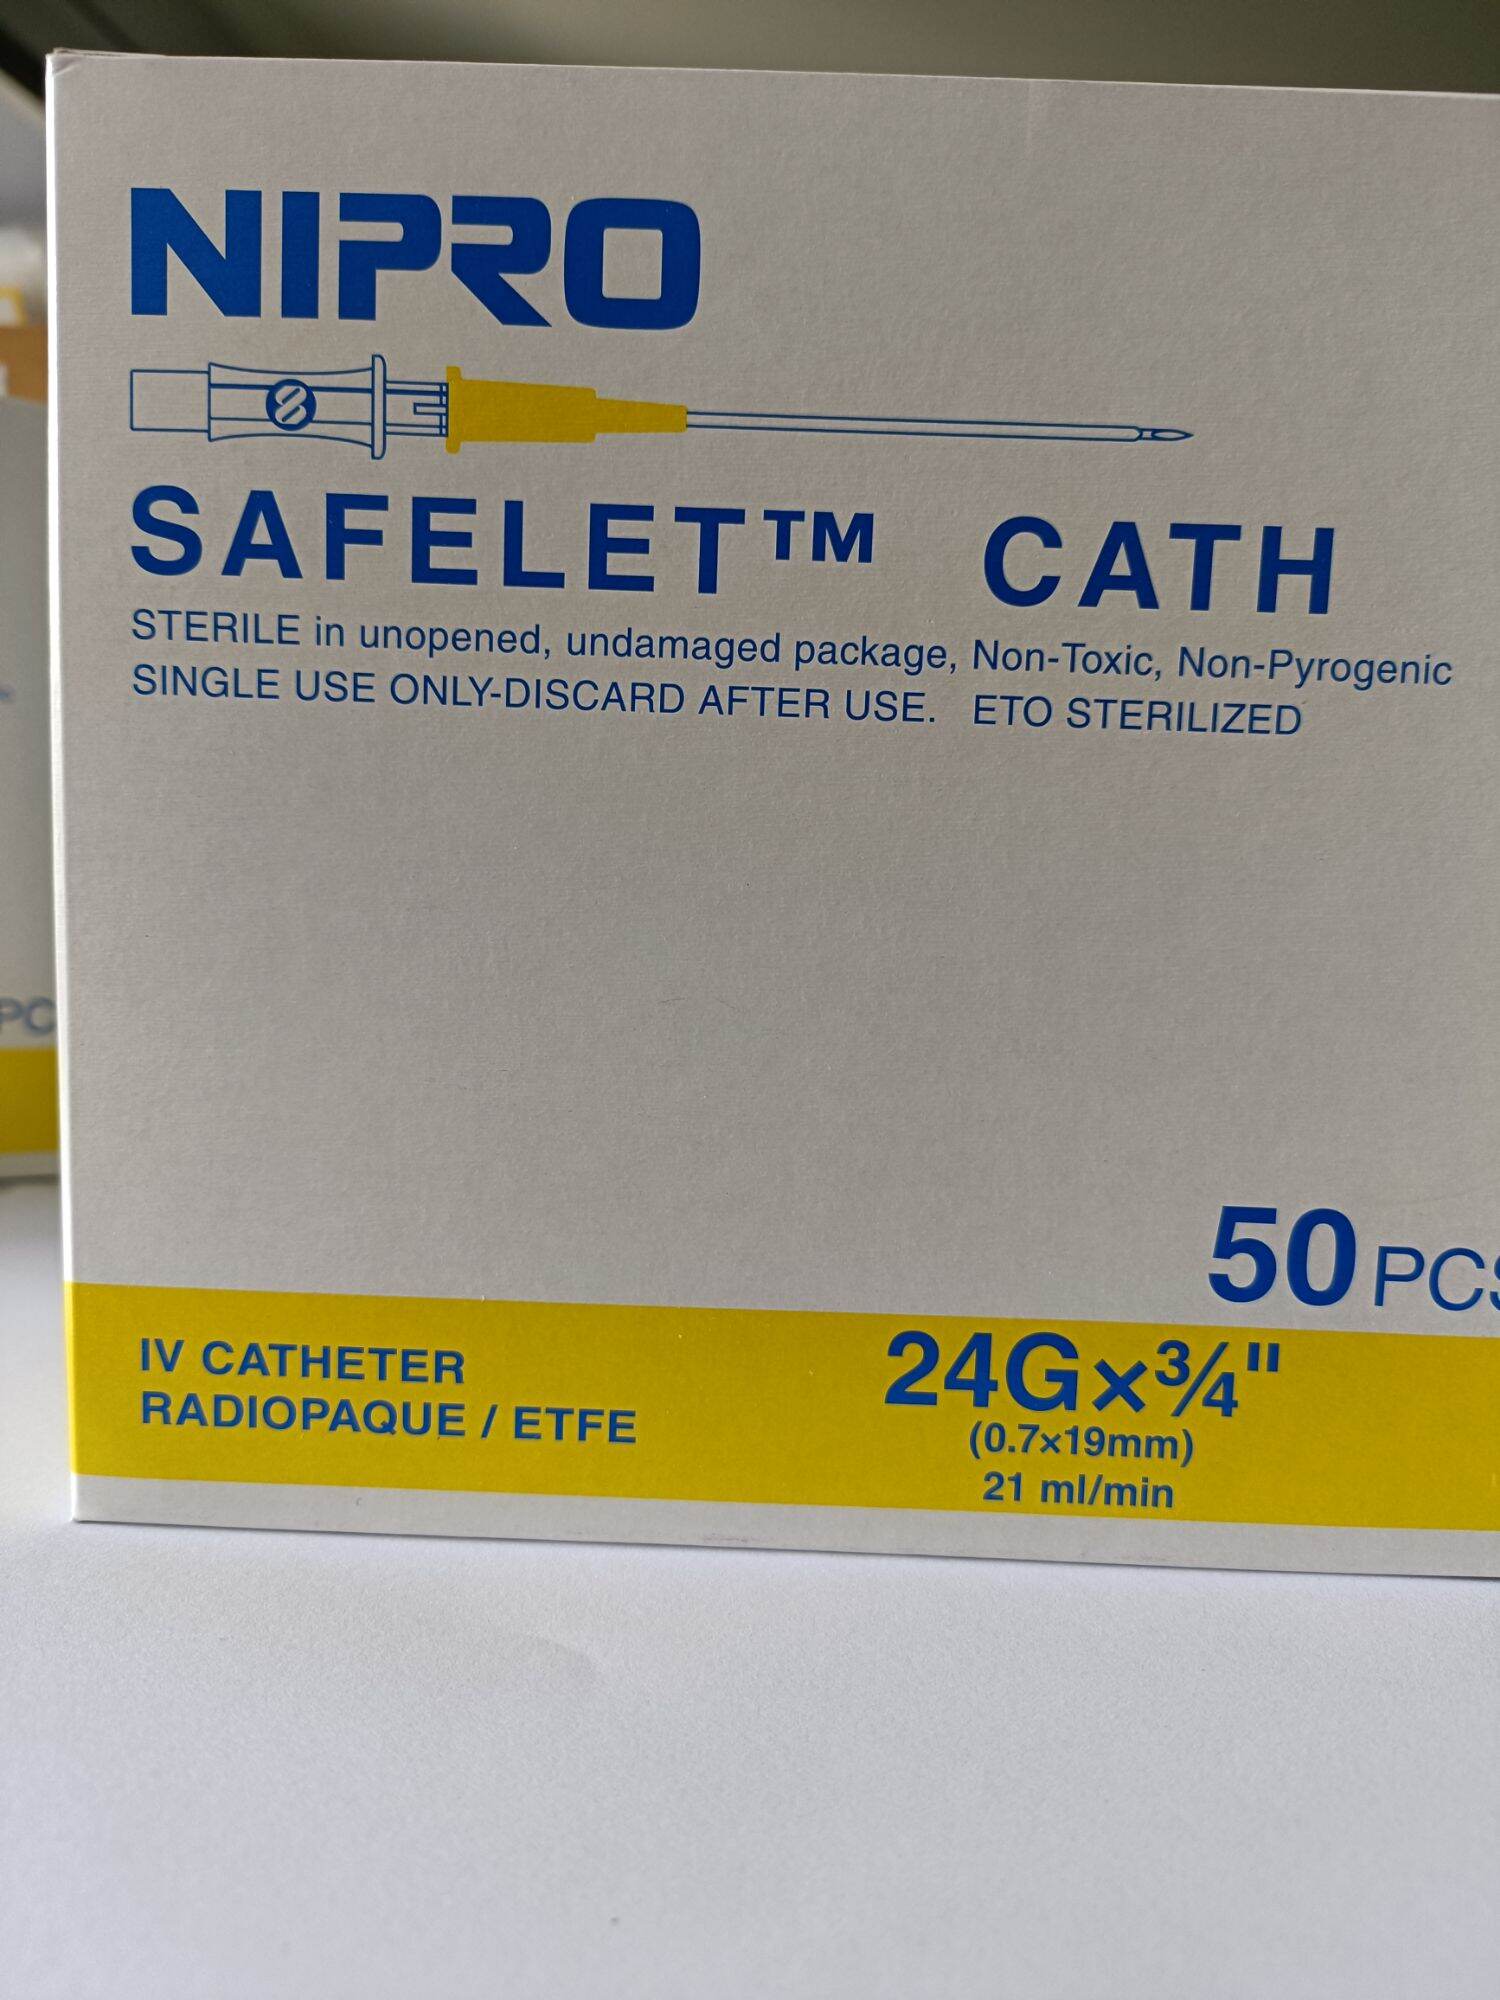 NIPRO
SAFELET™ CATH
STERILE in unopened, undamaged package, Non-Toxic, Non-Pyrogenic
SINGLE USE ONLY-DISCARD AFTER USE. ETO STERILIZED
PC
50 PCS
IV CATHETER
RADIOPAQUE / ETFE
24G×¾"
(0.7×19mm)
21 ml/min